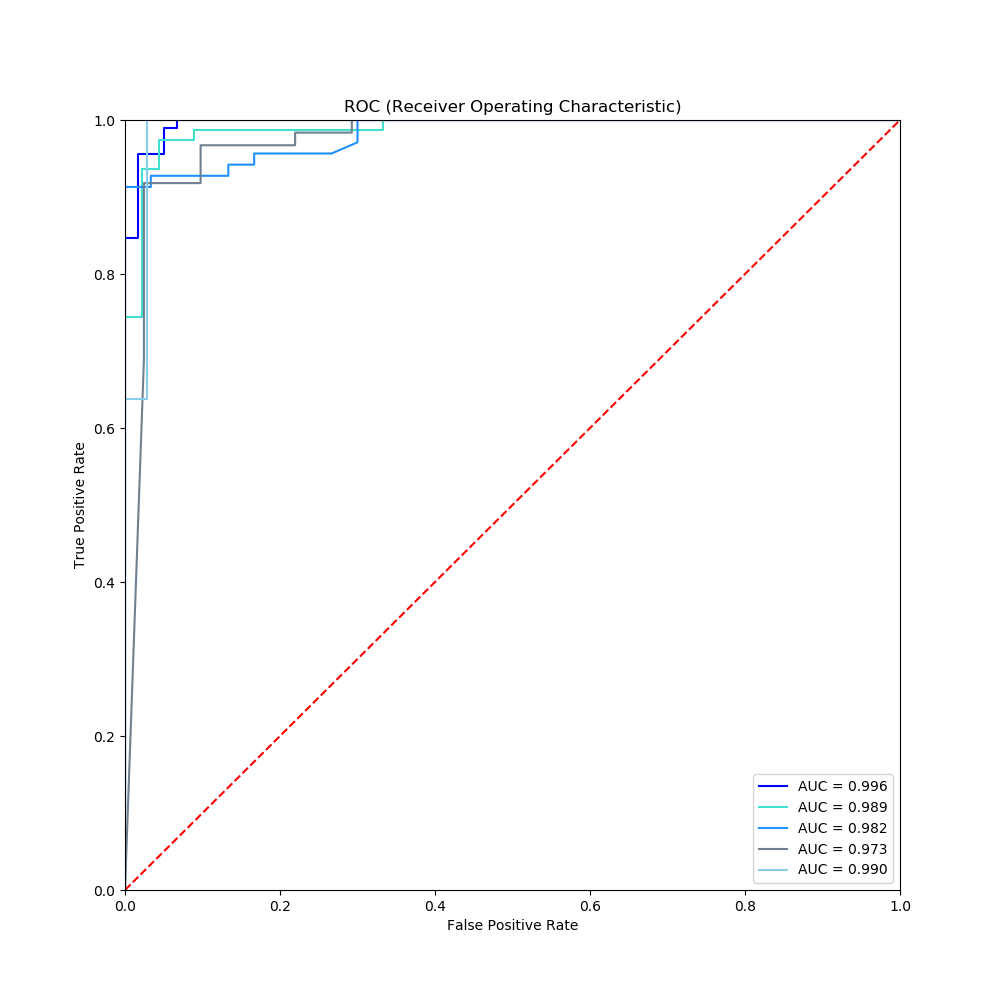 ROC (Receiver Operating Characteristic)
1.0
0.8
0.6
0.4
0.2
0.0
True Positive Rate
AUC = 0.996
AUC = 0.989
AUC = 0.982
AUC = 0.973
AUC = 0.990
0.0 0.2 0.4 0.6 0.8 1.0
False Positive Rate